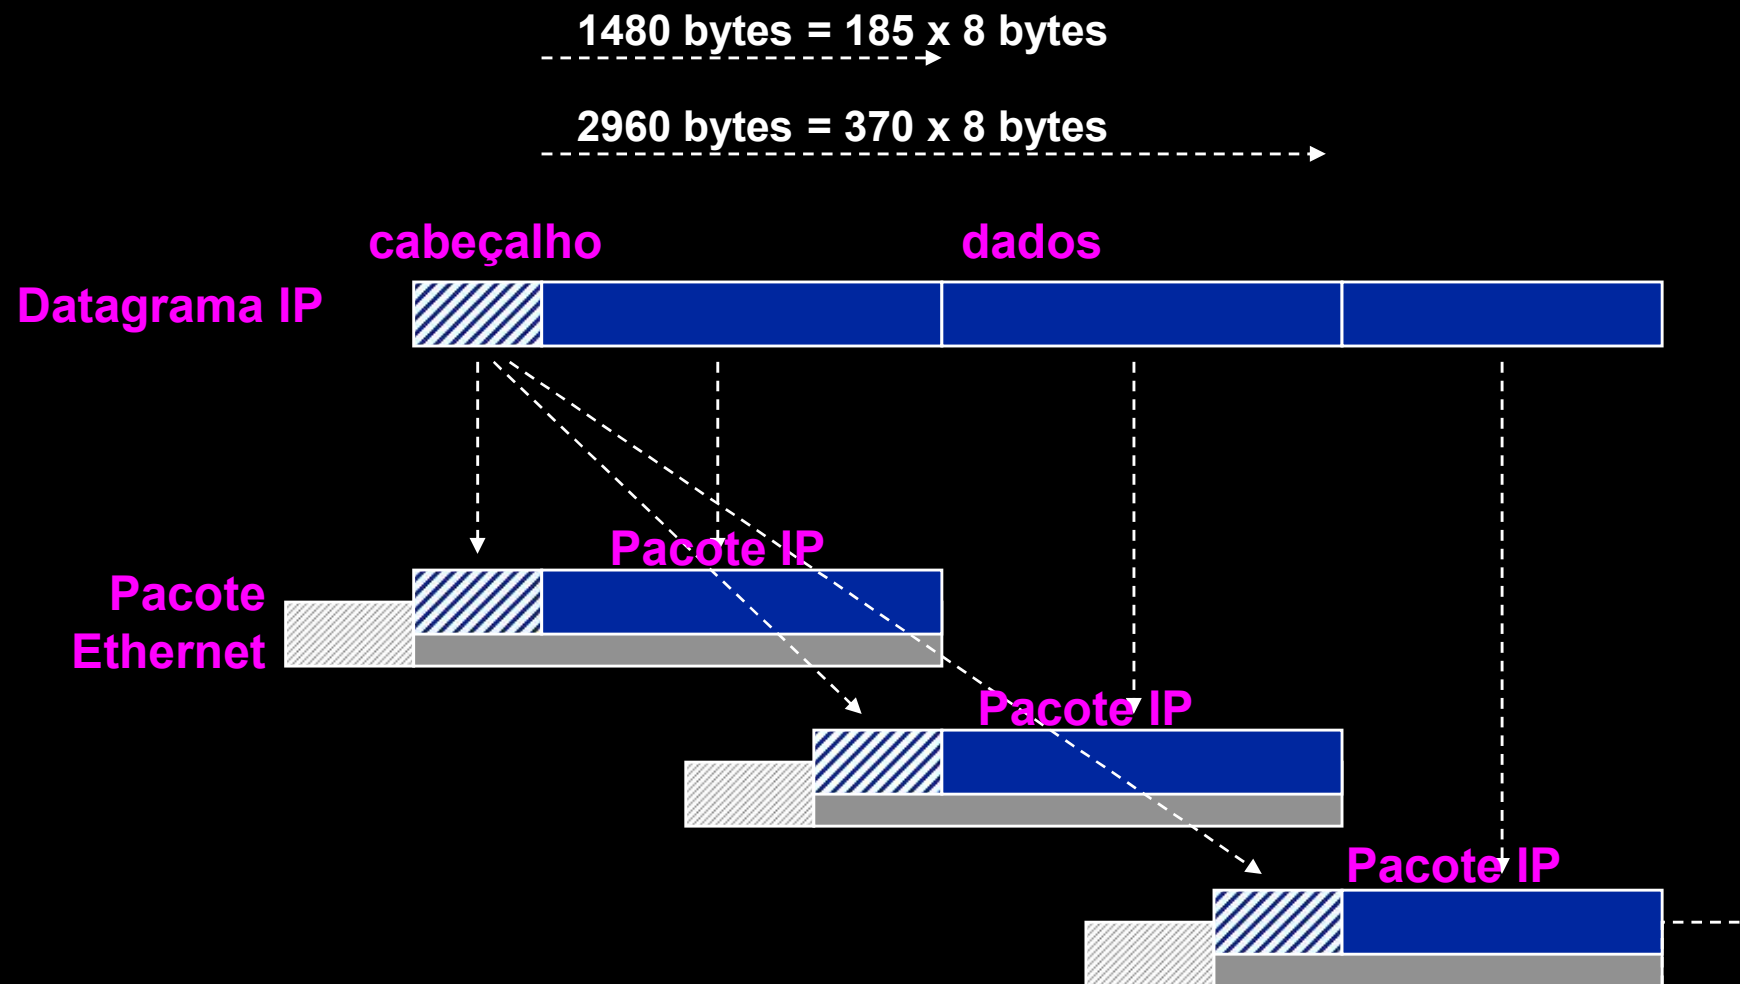 1480 bytes = 185 x 8 bytes
2960 bytes = 370 x 8 bytes
cabeçalho
dados
Datagrama IP
Pacote IP
Pacote
Ethernet
Pacote IP
Pacote IP